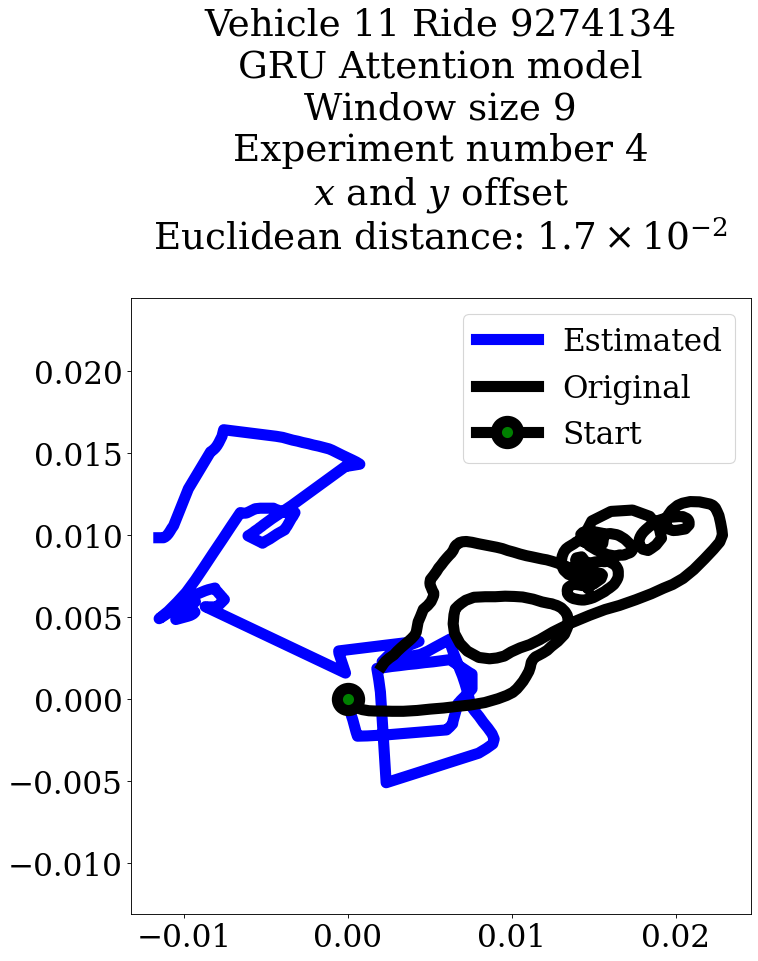 Vehicle 11 Ride 9274134
GRU Attention model
Window size 9
Experiment number 4
x and y offset
Euclidean distance: 1.7 × 10⁻²
Estimated
Original
Start
0.020
0.015
0.010
0.005
0.000
−0.005
−0.010
−0.01 0.00 0.01 0.02